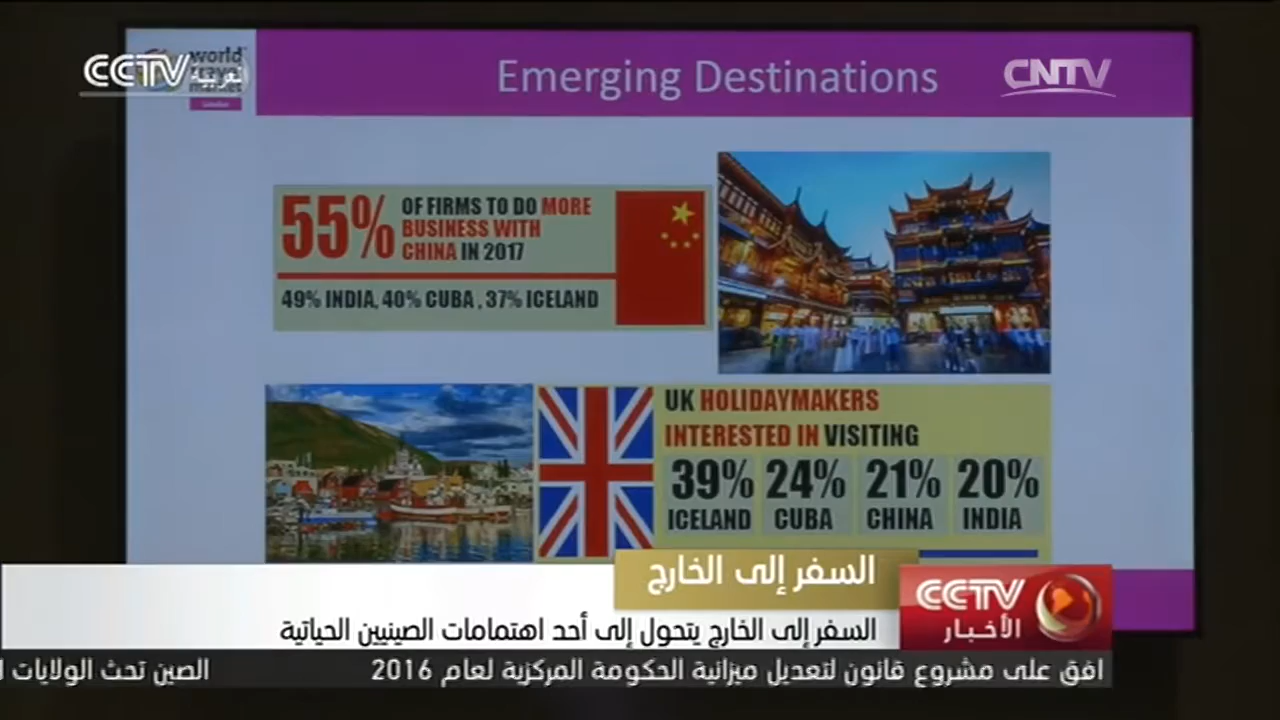 CCTV العربية
world
travel
market
London
Emerging Destinations
CNTV
55% OF FIRMS TO DO MORE
BUSINESS WITH
CHINA IN 2017
49% INDIA, 40% CUBA , 37% ICELAND
UK HOLIDAYMAKERS
INTERESTED IN VISITING
39% 24% 21% 20%
ICELAND CUBA CHINA INDIA
السفر إلى الخارج
CCTV
الأخبار
السفر إلى الخارج يتحول إلى أحد اهتمامات الصينيين الحياتية
افق على مشروع قانون لتعديل ميزانية الحكومة المركزية لعام 2016 الصين تحث الولايات